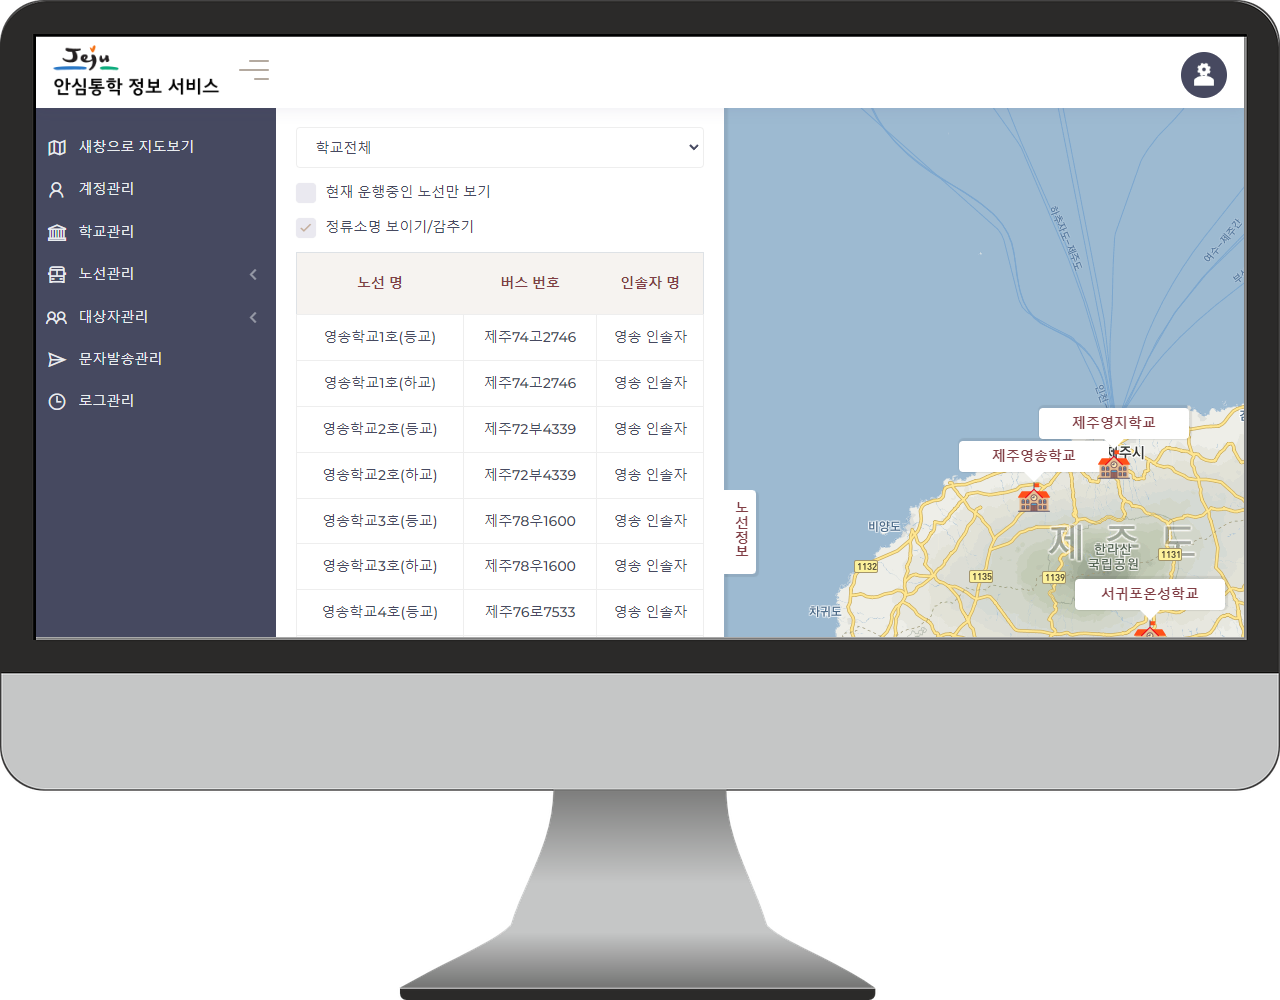 Jeju
안심통학 정보 서비스
새창으로 지도보기
계정관리
학교관리
노선관리
대상자관리
문자발송관리
로그관리
학교전체
현재 운행중인 노선만 보기
정류소명 보이기/감추기
노선 명 버스 번호 인솔자 명
영송학교1호(등교) 제주74고2746 영송 인솔자
영송학교1호(하교) 제주74고2746 영송 인솔자
영송학교2호(등교) 제주72부4339 영송 인솔자
영송학교2호(하교) 제주72부4339 영송 인솔자
영송학교3호(등교) 제주78우1600 영송 인솔자
영송학교3호(하교) 제주78우1600 영송 인솔자
영송학교4호(등교) 제주76로7533 영송 인솔자
노선정보
하추자도-제주도
여수-제주간
제주영지학교
제주시
제주영송학교
비양도
제주도
한라산
국립공원
1131
1132
1135
1139
서귀포온성학교
차귀도